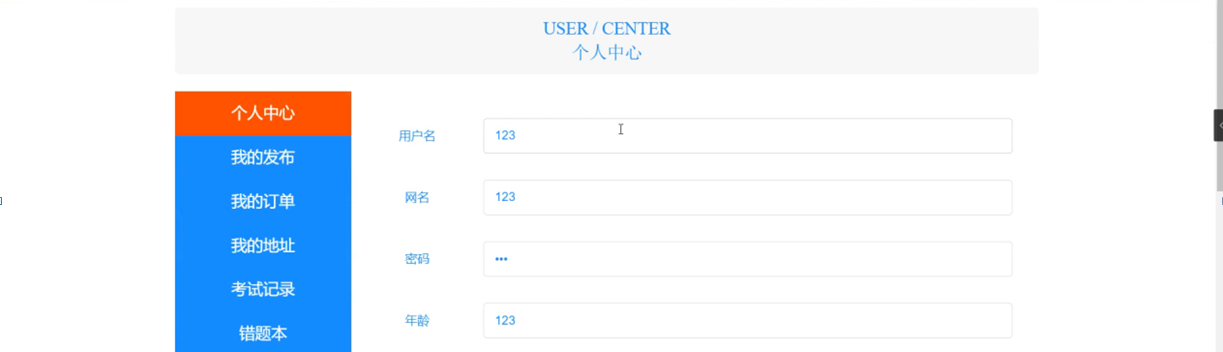 USER / CENTER
个人中心
个人中心
我的发布
我的订单
我的地址
考试记录
错题本
用户名 123
网名 123
密码 •••
年龄 123